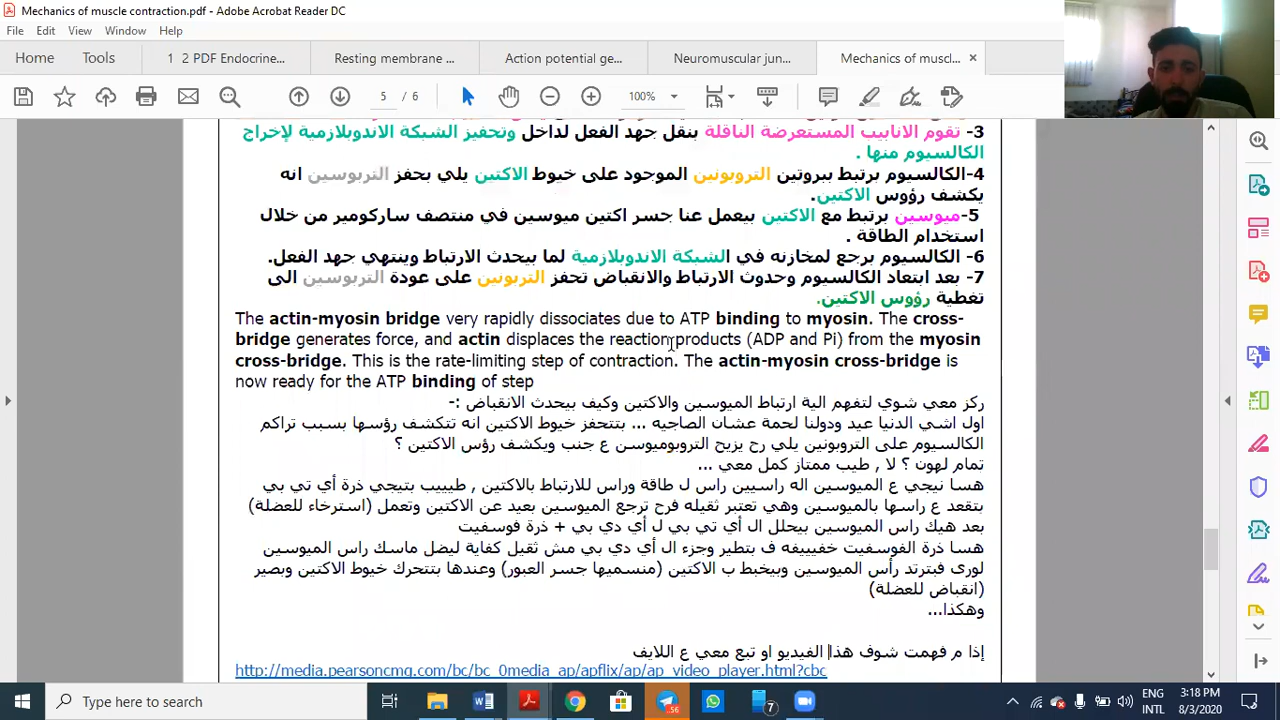 Mechanics of muscle contraction.pdf - Adobe Acrobat Reader DC
File Edit View Window Help
Home Tools 1 2 PDF Endocrine... Resting membrane ... Action potential ge... Neuromuscular jun... Mechanics of muscl... ×
5 / 6 100%
3- تقوم الانابيب المستعرضة الناقلة بنقل جهد الفعل لداخل وتحفيز الشبكة الاندوبلازمية لإخراج
الكالسيوم منها .
4-الكالسيوم برتبط ببروتين التروبونين الموجود على خيوط الاكتين يلي بحفز التربوسين انه
يكشف رؤوس الاكتين.
5-ميوسين برتبط مع الاكتين بيعمل عنا جسر اكتين ميوسين في منتصف ساركومير من خلال
استخدام الطاقة .
6- الكالسيوم برجع لمخازنه في الشبكة الاندوبلازمية لما بيحدث الارتباط وينتهي جهد الفعل.
7- بعد ابتعاد الكالسيوم وحدوث الارتباط والانقباض تحفز التربونين على عودة التربوسين الى
تغطية رؤوس الاكتين.
The actin-myosin bridge very rapidly dissociates due to ATP binding to myosin. The cross-
bridge generates force, and actin displaces the reaction products (ADP and Pi) from the myosin
cross-bridge. This is the rate-limiting step of contraction. The actin-myosin cross-bridge is
now ready for the ATP binding of step
ركز معي شوي لتفهم الية ارتباط الميوسين والاكتين وكيف بيحدث الانقباض :-
اول اشي الدنيا عيد ودولنا لحمة عشان الصاجيه ... بتتحفز خيوط الاكتين انه تتكشف رؤسها بسبب تراكم
الكالسيوم على التروبونين يلي رح يزيح التروبوميوسن ع جنب ويكشف رؤس الاكتين ؟
تمام لهون ؟ لا , طيب ممتاز كمل معي ...
هسا نيجي ع الميوسين اله راسيين راس ل طاقة وراس للارتباط بالاكتين , طيييب بتيجي ذرة أي تي بي
بتقعد ع راسها بالميوسين وهي تعتبر ثقيله فرح ترجع الميوسين بعيد عن الاكتين وتعمل (استرخاء للعضلة)
بعد هيك راس الميوسين بيحلل ال أي تي بي ل أي دي بي + ذرة فوسفيت
هسا ذرة الفوسفيت خفيييفه ف بتطير وجزء ال أي دي بي مش ثقيل كفاية ليضل ماسك راس الميوسين
لورى فبترتد رأس الميوسين وبيخبط ب الاكتين (منسميها جسر العبور) وعندها بتتحرك خيوط الاكتين وبصير
(انقباض للعضلة)
وهكذا...
إذا م فهمت شوف هذا الفيديو او تبع معي ع اللايف
http://media.pearsoncmg.com/bc/bc_0media_ap/apflix/ap/ap_video_player.html?cbc
Type here to search
56
7
ENG
INTL
3:18 PM
8/3/2020